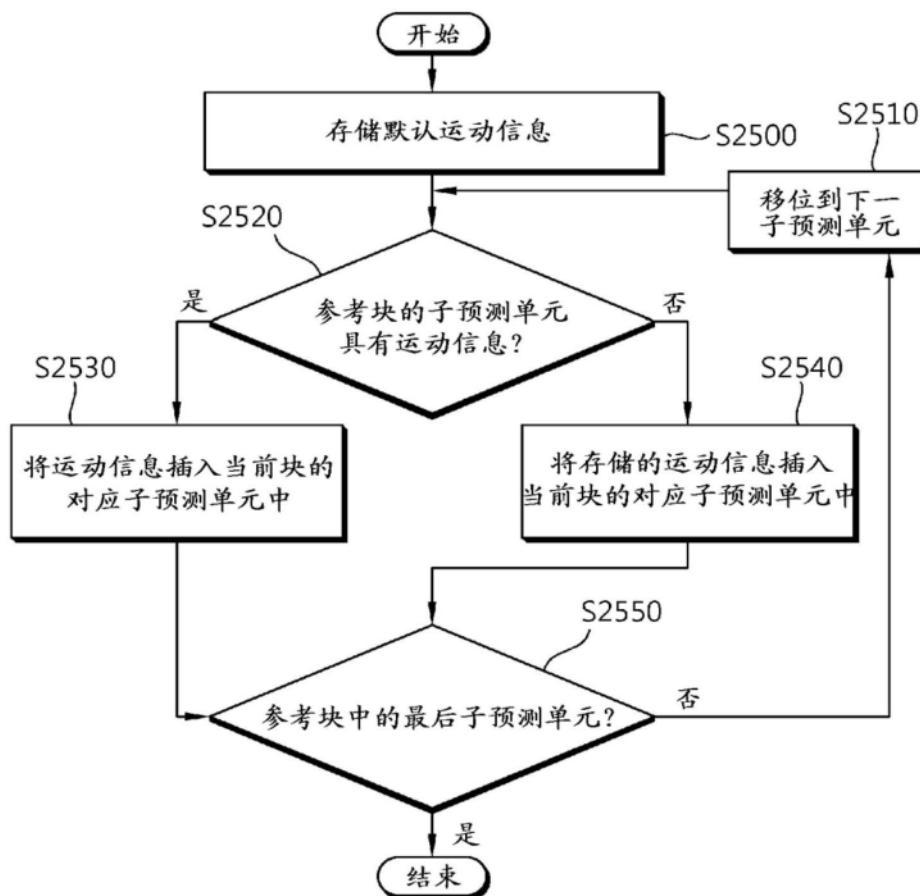 开始
存储默认运动信息
S2500
S2510
移位到下一
子预测单元
S2520
参考块的子预测单元
具有运动信息?
是
否
S2530
将运动信息插入当前块的
对应子预测单元中
S2540
将存储的运动信息插入
当前块的对应子预测单元中
S2550
参考块中的最后子预测单元?
否
是
结束